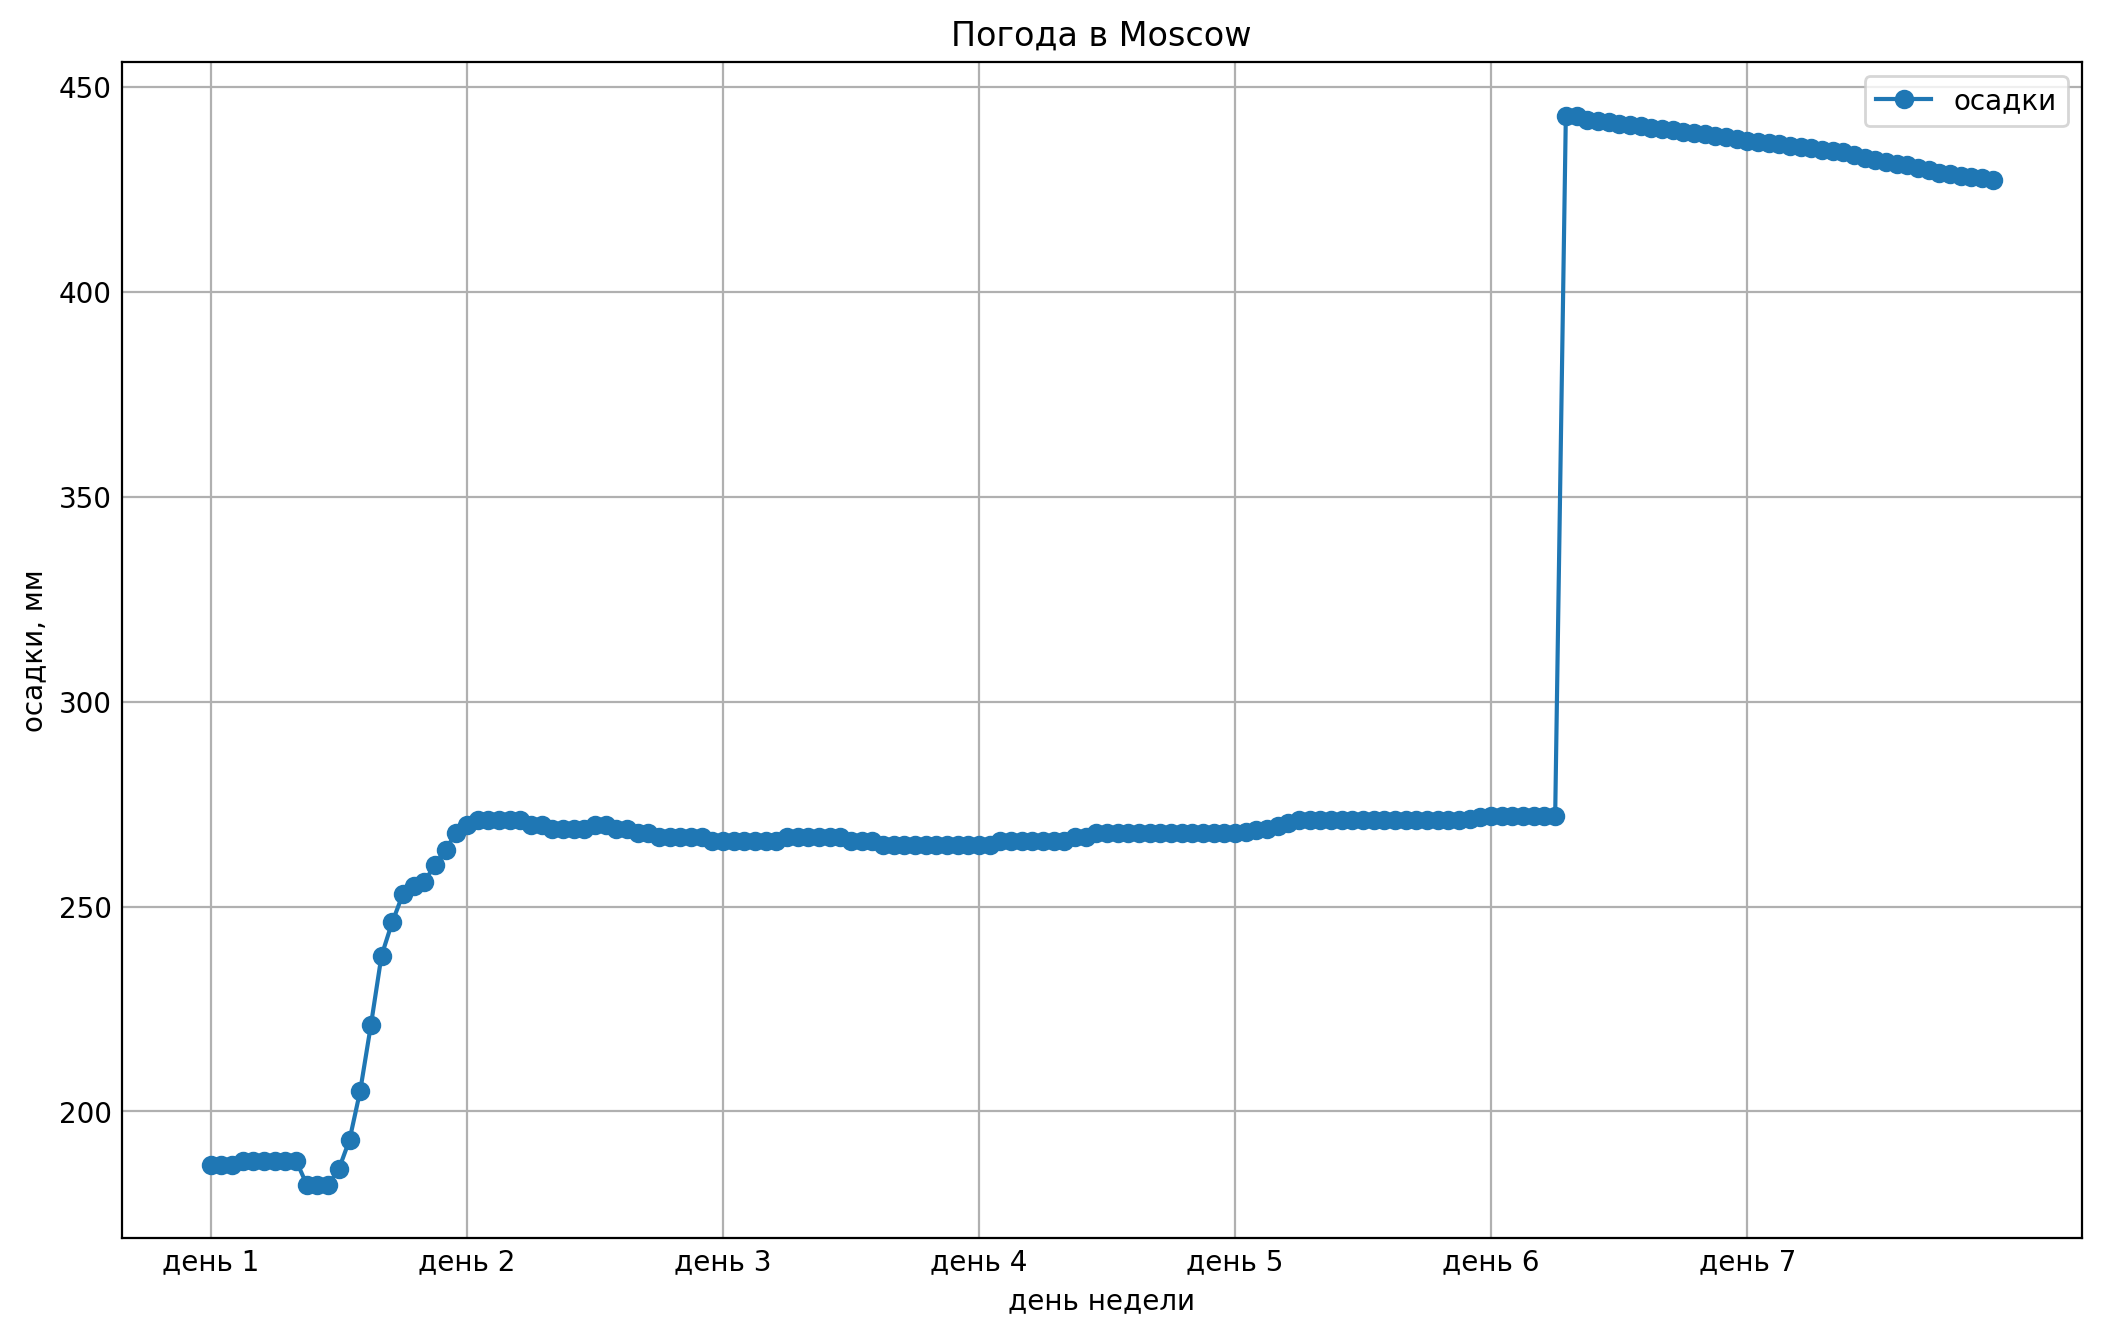 Погода в Moscow
осадки
осадки, мм
450
400
350
300
250
200
день 1
день 2
день 3
день 4
день 5
день 6
день 7
день недели